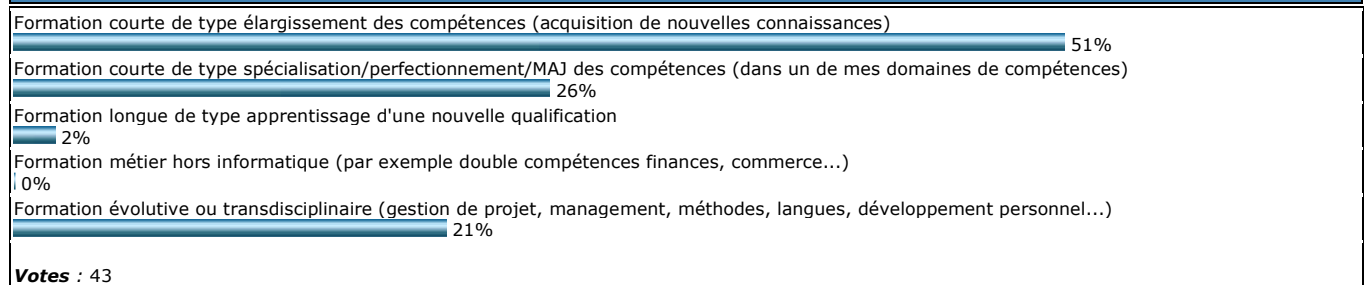 Formation courte de type élargissement des compétences (acquisition de nouvelles connaissances)
51%
Formation courte de type spécialisation/perfectionnement/MAJ des compétences (dans un de mes domaines de compétences)
26%
Formation longue de type apprentissage d'une nouvelle qualification
2%
Formation métier hors informatique (par exemple double compétences finances, commerce...)
0%
Formation évolutive ou transdisciplinaire (gestion de projet, management, méthodes, langues, développement personnel...)
21%
Votes : 43